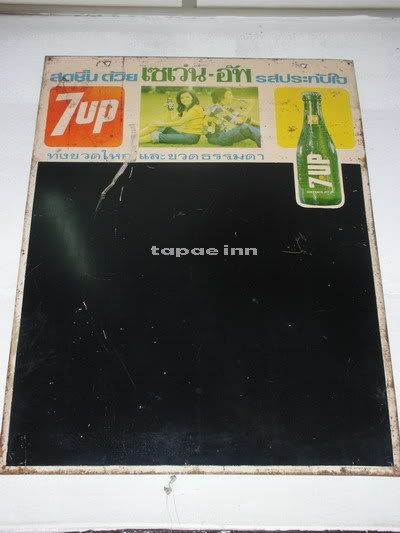 สดชื่น ด้วย เซเว่น-อัพ รสประทับใจ
7up
ทั้งขวดใหญ่ และขวดธรรมดา
7-UP
tapae inn